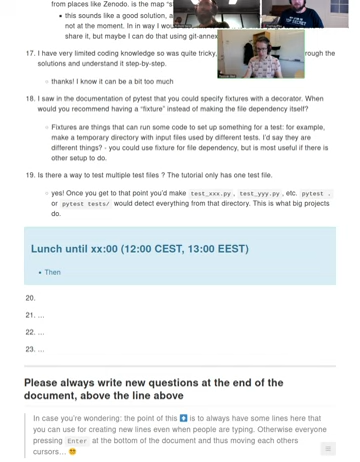 from places like Zenodo. is the map "s
this sounds like a good solution, a
not at the moment. In in way I wou
share it, but maybe I can do that using git-annex
17. I have very limited coding knowledge so was quite tricky. rough the
solutions and understand it step-by-step.
thanks! I know it can be a bit too much
18. I saw in the documentation of pytest that you could specify fixtures with a decorator. When
would you recommend having a "fixture" instead of making the file dependency itself?
Fixtures are things that can run some code to set up something for a test: for example,
make a temporary directory with input files used by different tests. I'd say they are
different things? - you could use fixture for dependency, but is most useful if there is
other setup to do.
19. Is there a way to test multiple test files ? The tutorial only has one test file.
yes! Once you get to that point you'd make test_xxx.py , test_yyy.py , etc. pytest .
or pytest tests/ would detect everything from that directory. This is what big projects
do.
Lunch until xx:00 (12:00 CEST, 13:00 EEST)
Then
20.
21. ...
22. ...
23. ...
Please always write new questions at the end of the
document, above the line above
In case you're wondering: the point of this ⬆️ is to always have some lines here that
you can use for creating new lines even when people are typing. Otherwise everyone
pressing Enter at the bottom of the document and thus moving each others
cursors... 😬